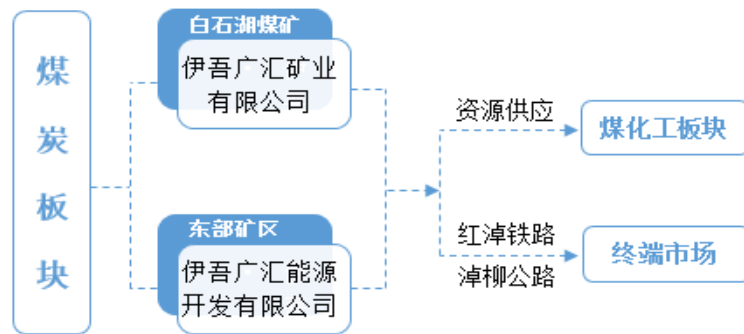 煤炭板块
白石湖煤矿
伊吾广汇矿业
有限公司
东部矿区
伊吾广汇能源
开发有限公司
资源供应
煤化工板块
红淖铁路
淖柳公路
终端市场